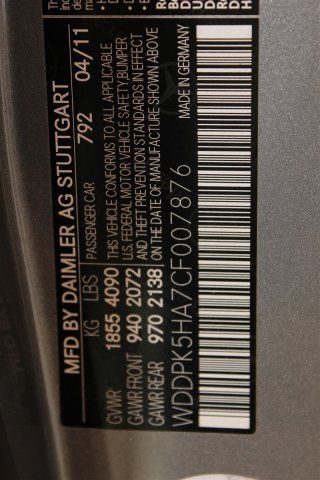 MFD BY DAIMLER AG STUTTGART
KG LBS PASSENGER CAR 792 04/11
GVWR 1855 4090 THIS VEHICLE CONFORMS TO ALL APPLICABLE
GAWR FRONT 940 2072 U.S. FEDERAL MOTOR VEHICLE SAFETY, BUMPER
GAWR REAR 970 2138 AND THEFT PREVENTION STANDARDS IN EFFECT
ON THE DATE OF MANUFACTURE SHOWN ABOVE
WDDPK5HA7CF007876 MADE IN GERMANY